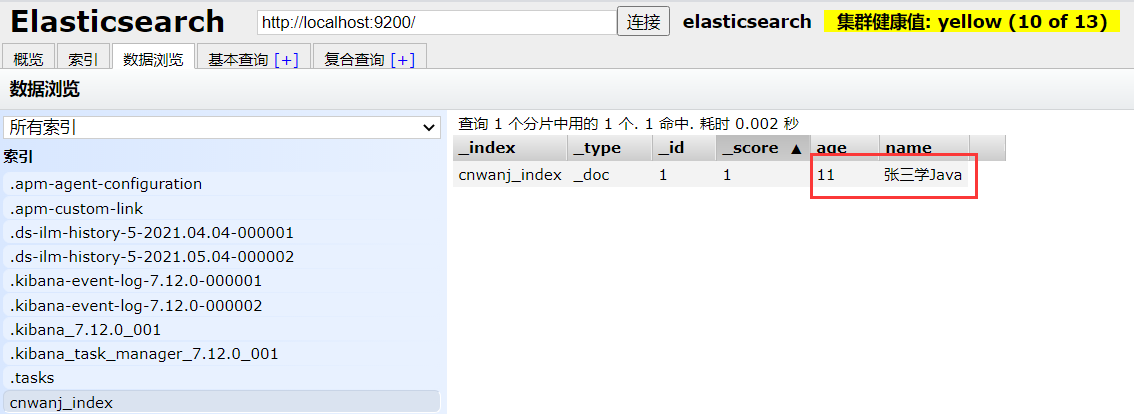 Elasticsearch http://localhost:9200/ 连接 elasticsearch 集群健康值: yellow (10 of 13)
概览 索引 数据浏览 基本查询 [+] 复合查询 [+]
数据浏览
所有索引
索引
.apm-agent-configuration
.apm-custom-link
.ds-ilm-history-5-2021.04.04-000001
.ds-ilm-history-5-2021.05.04-000002
.kibana-event-log-7.12.0-000001
.kibana-event-log-7.12.0-000002
.kibana_7.12.0_001
.kibana_task_manager_7.12.0_001
.tasks
cnwanj_index
查询 1 个分片中用的 1 个. 1 命中. 耗时 0.002 秒
_index _type _id _score ▲ age name
cnwanj_index _doc 1 1 11 张三学Java